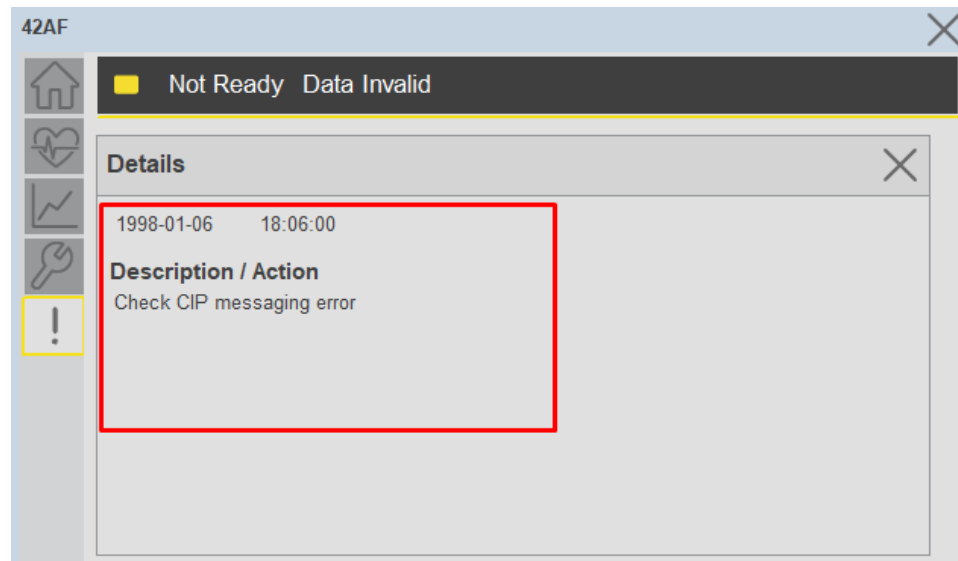 42AF
Not Ready Data Invalid
Details
1998-01-06 18:06:00
Description / Action
Check CIP messaging error